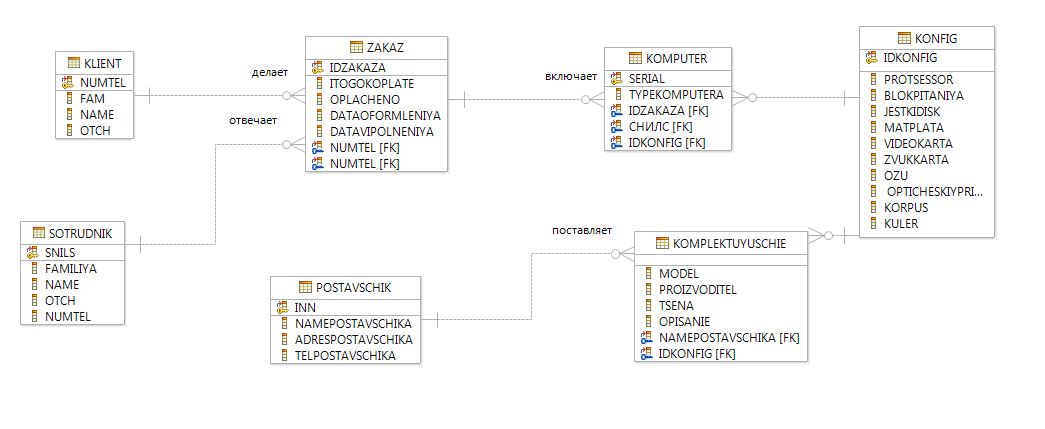 KLIENT
NUMTEL
FAM
NAME
OTCH
делает
отвечает
ZAKAZ
IDZAKAZA
ITOGOKOPLATE
OPLACHENO
DATAOFORMLENIYA
DATAVIPOLNENIYA
NUMTEL [FK]
NUMTEL [FK]
включает
KOMPUTER
SERIAL
TYPEKOMPUTERA
IDZAKAZA [FK]
СНИЛС [FK]
IDKONFIG [FK]
KONFIG
IDKONFIG
PROTSESSOR
BLOKPITANIYA
JESTKIDISK
MATPLATA
VIDEOKARTA
ZVUKKARTA
OZU
OPTICHESKIYPRI...
KORPUS
KULER
SOTRUDNIK
SNILS
FAMILIYA
NAME
OTCH
NUMTEL
POSTAVSCHIK
INN
NAMEPOSTAVSCHIKA
ADRESPOSTAVSCHIKA
TELPOSTAVSCHIKA
поставляет
KOMPLEKTUYUSCHIE
MODEL
PROIZVODITEL
TSENA
OPISANIE
NAMEPOSTAVSCHIKA [FK]
IDKONFIG [FK]